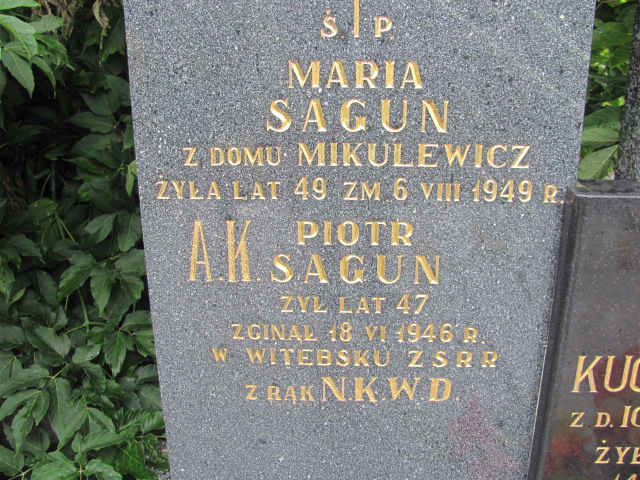 Ś P.
MARIA
SAGUN
Z DOMU MIKULEWICZ
ŻYŁA LAT 49 ZM 6 VIII 1949 R.
PIOTR
A.K. SAGUN
ŻYŁ LAT 47
ZGINĄŁ 18 VI 1946 R.
W WITEBSKU ZSRR
Z RĄK N.K.W.D.
Z D.